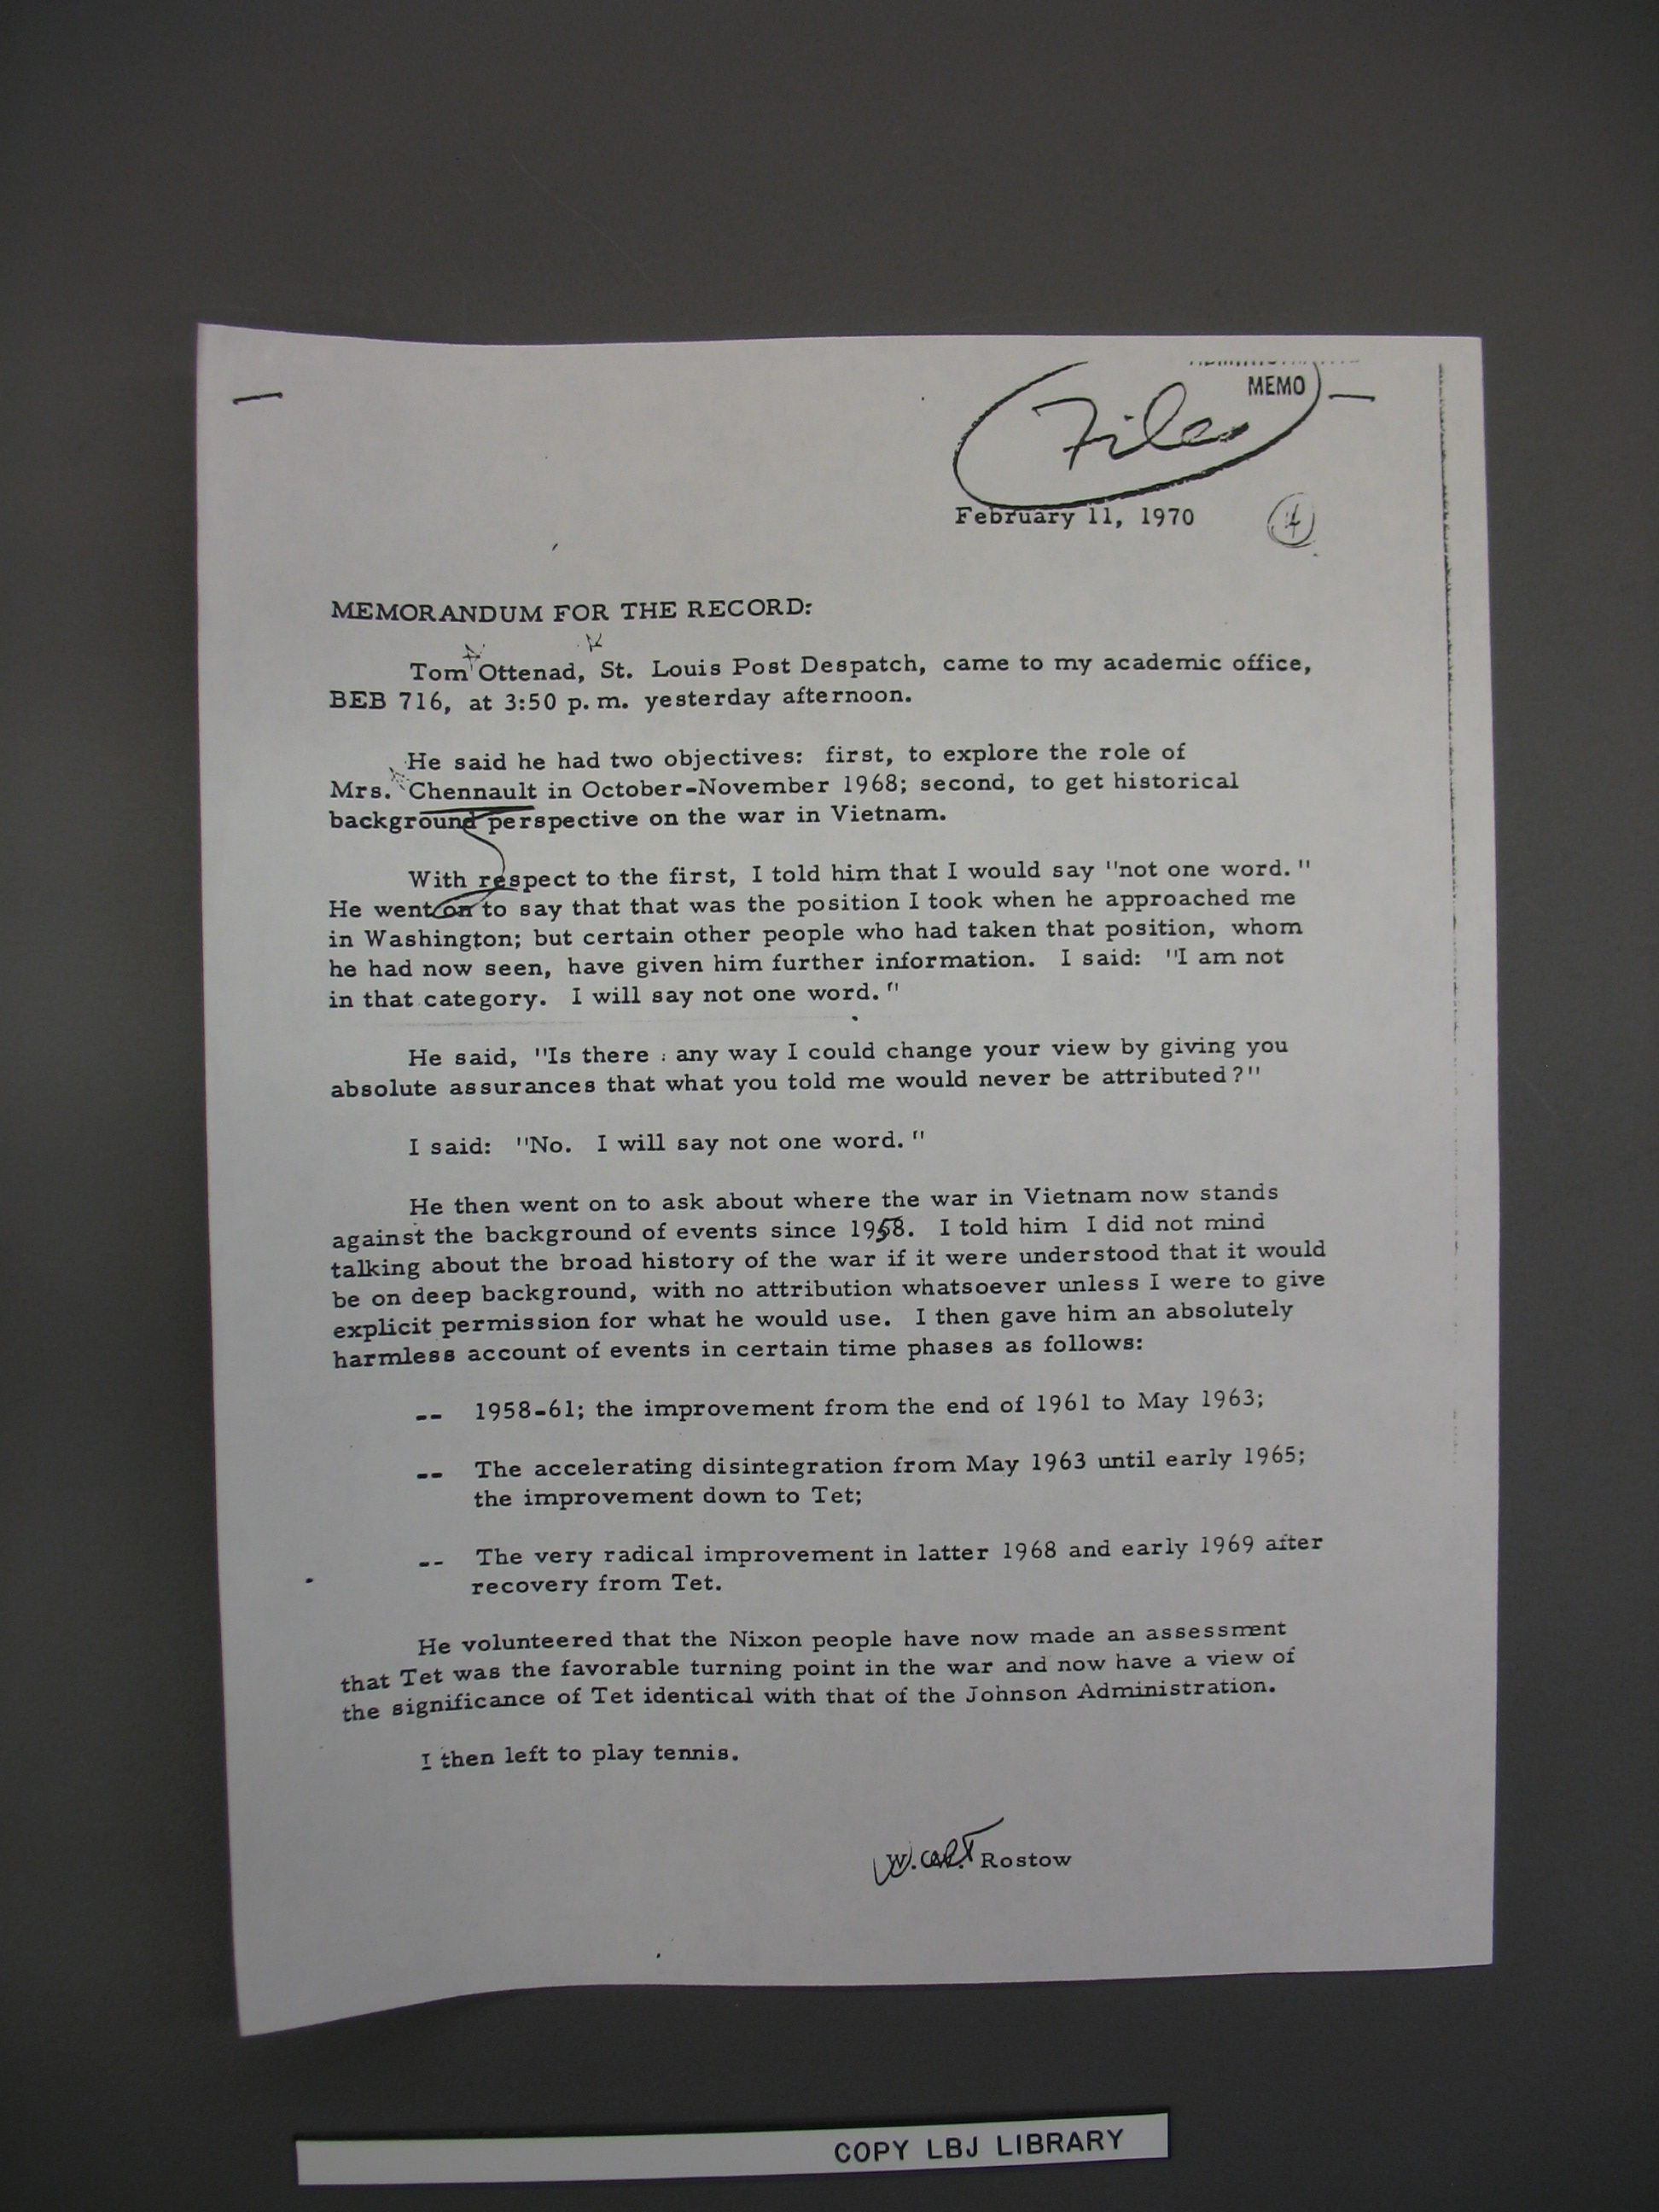 MEMO
File
February 11, 1970
4
MEMORANDUM FOR THE RECORD:
Tom Ottenad, St. Louis Post Despatch, came to my academic office,
BEB 716, at 3:50 p.m. yesterday afternoon.
He said he had two objectives: first, to explore the role of
Mrs. Chennault in October-November 1968; second, to get historical
background perspective on the war in Vietnam.
With respect to the first, I told him that I would say "not one word."
He went on to say that that was the position I took when he approached me
in Washington; but certain other people who had taken that position, whom
he had now seen, have given him further information. I said: "I am not
in that category. I will say not one word."
He said, "Is there any way I could change your view by giving you
absolute assurances that what you told me would never be attributed?"
I said: "No. I will say not one word."
He then went on to ask about where the war in Vietnam now stands
against the background of events since 1958. I told him I did not mind
talking about the broad history of the war if it were understood that it would
be on deep background, with no attribution whatsoever unless I were to give
explicit permission for what he would use. I then gave him an absolutely
harmless account of events in certain time phases as follows:
-- 1958-61; the improvement from the end of 1961 to May 1963;
-- The accelerating disintegration from May 1963 until early 1965;
the improvement down to Tet;
-- The very radical improvement in latter 1968 and early 1969 after
recovery from Tet.
He volunteered that the Nixon people have now made an assessment
that Tet was the favorable turning point in the war and now have a view of
the significance of Tet identical with that of the Johnson Administration.
I then left to play tennis.
W. W. Rostow
COPY LBJ LIBRARY